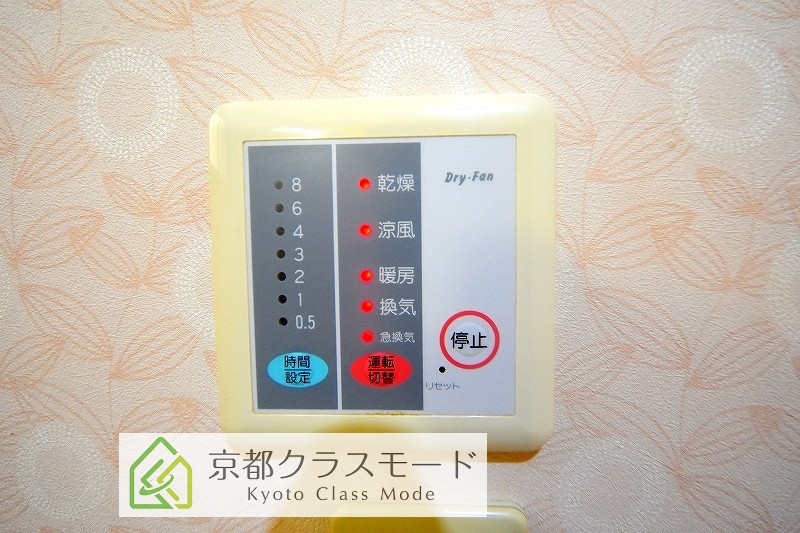 8
6
4
3
2
1
0.5
時間
設定
乾燥
涼風
暖房
換気
急換気
運転
切替
Dry・Fan
停止
リセット
京都クラスモード
Kyoto Class Mode